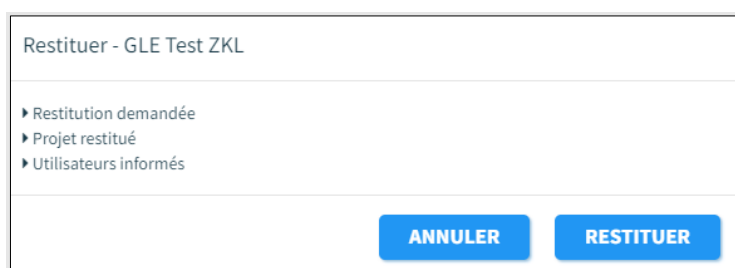 Restituer - GLE Test ZKL
Restitution demandée
Projet restitué
Utilisateurs informés
ANNULER RESTITUER